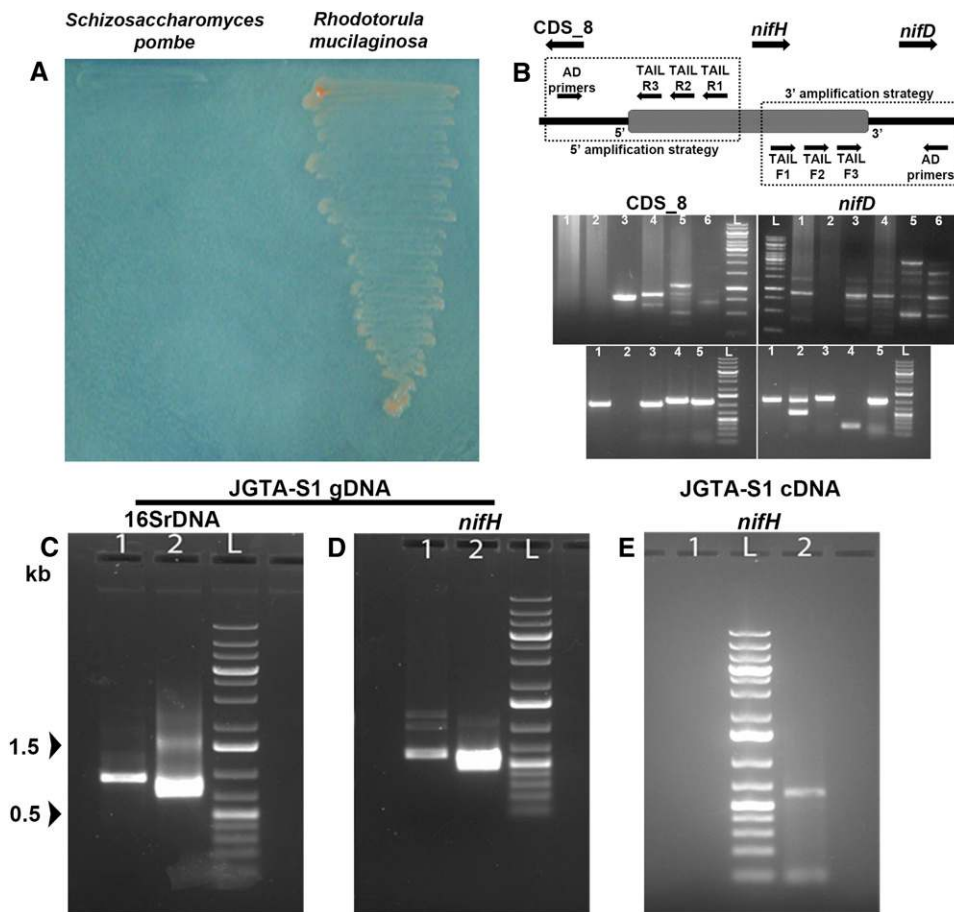 Schizosaccharomyces pombe
Rhodotorula mucilaginosa
A
B
CDS_8
nifH
nifD
AD primers
TAIL R3
TAIL R2
TAIL R1
3' amplification strategy
5'
3'
5' amplification strategy
TAIL F1
TAIL F2
TAIL F3
AD primers
CDS_8
nifD
1 2 3 4 5 6 L
L 1 2 3 4 5 6
1 2 3 4 5 L
1 2 3 4 5 L
JGTA-S1 gDNA
JGTA-S1 cDNA
16SrDNA
nifH
nifH
C
1 2 L
D
1 2 L
E
1 L 2
kb
1.5
0.5